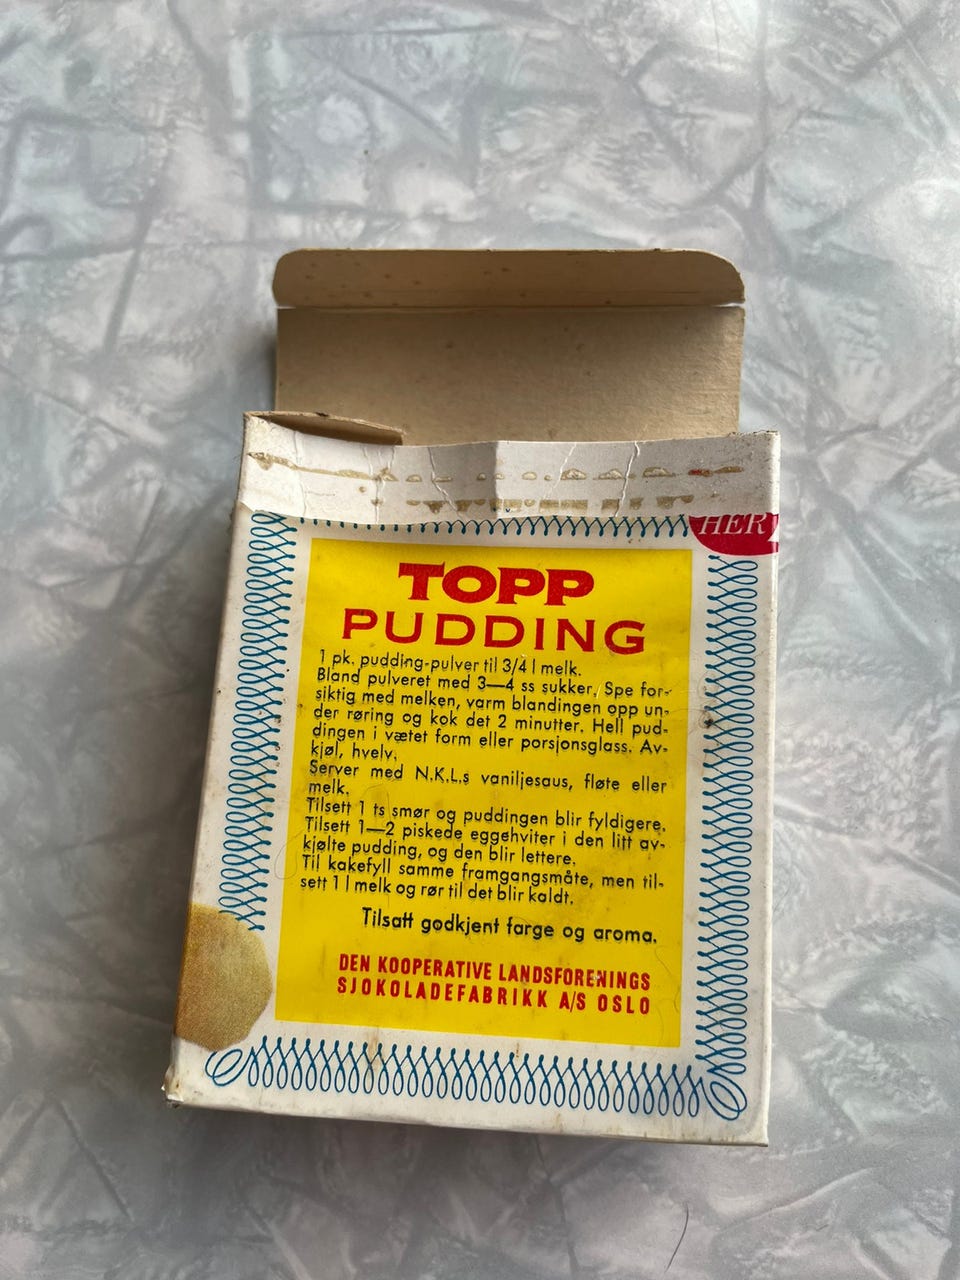 HER
TOPP
PUDDING
1 pk. pudding-pulver til 3/4 l melk.
Bland pulveret med 3—4 ss sukker. Spe for-
siktig med melken, varm blandingen opp un-
der røring og kok det 2 minutter. Hell pud-
dingen i vætet form eller porsjonsglass. Av-
kjøl, hvelv.
Server med N.K.L.s vaniljesaus, fløte eller
melk.
Tilsett 1 ts smør og puddingen blir fyldigere.
Tilsett 1—2 piskede eggehviter i den litt av-
kjølte pudding, og den blir lettere.
Til kakefyll samme framgangsmåte, men til-
sett 1 l melk og rør til det blir kaldt.
Tilsatt godkjent farge og aroma.
DEN KOOPERATIVE LANDSFORENINGS
SJOKOLADEFABRIKK A/S OSLO